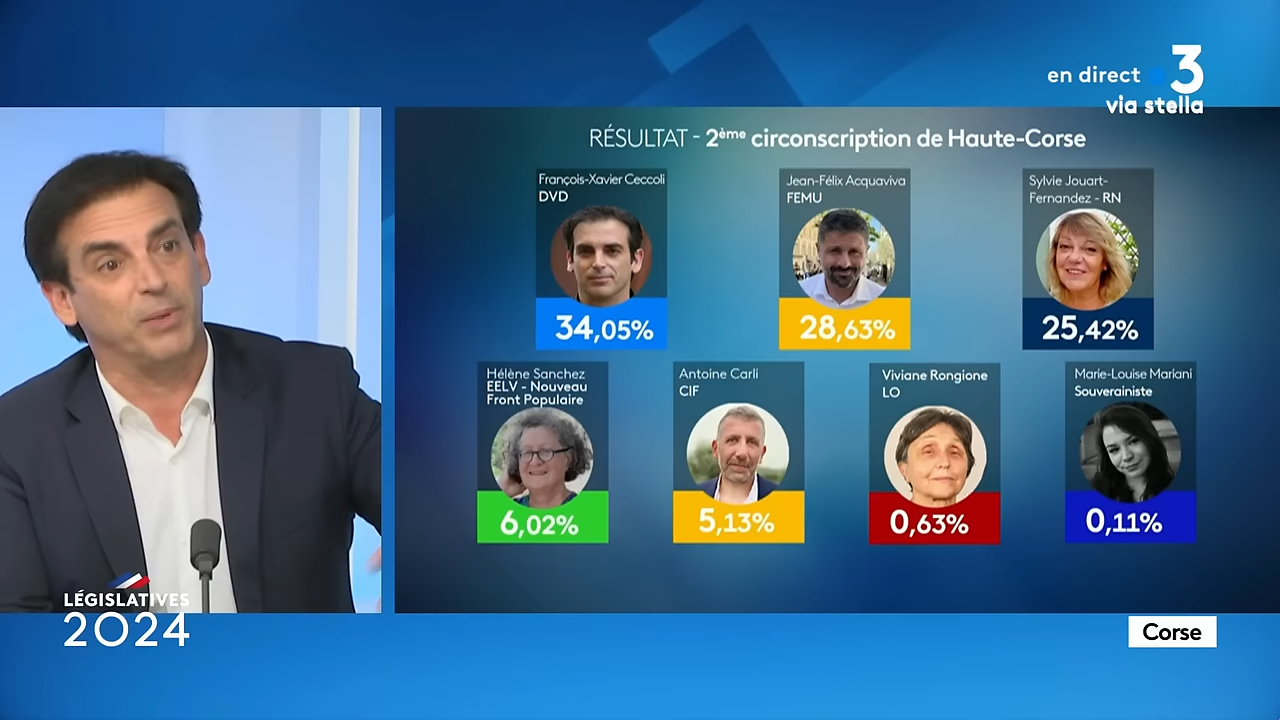 en direct 3
via stella
RÉSULTAT - 2ème circonscription de Haute-Corse
François-Xavier Ceccoli
DVD
34,05%
Jean-Félix Acquaviva
FEMU
28,63%
Sylvie Jouart-
Fernandez - RN
25,42%
Hélène Sanchez
EELV - Nouveau
Front Populaire
6,02%
Antoine Carli
CIF
5,13%
Viviane Rongione
LO
0,63%
Marie-Louise Mariani
Souverainiste
0,11%
LÉGISLATIVES
2024
Corse